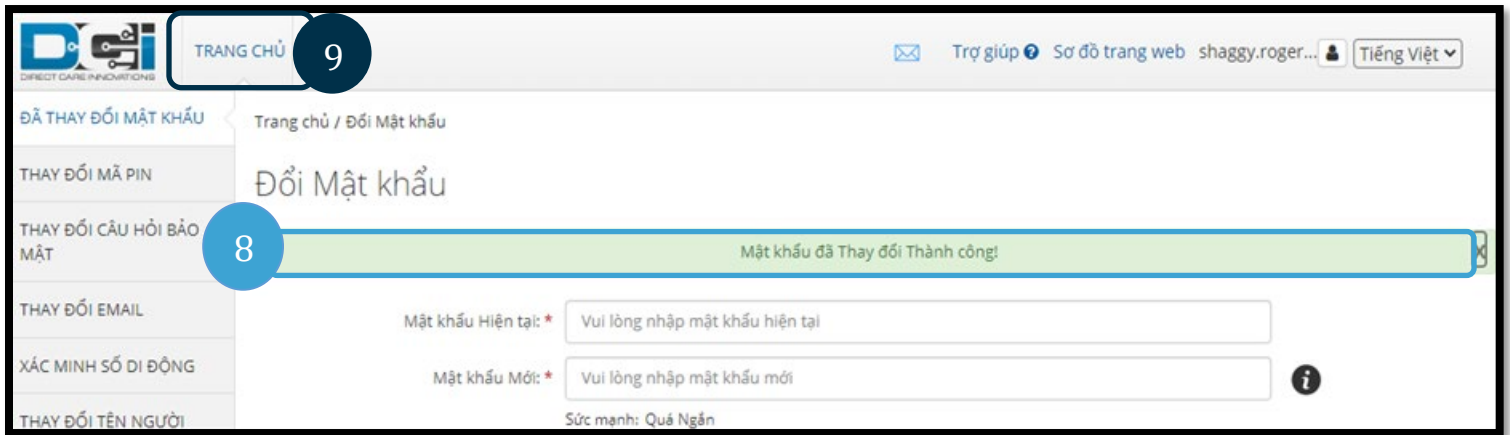 DCI
DIRECT CARE INNOVATIONS
TRANG CHỦ
9
Trợ giúp Sơ đồ trang web shaggy.roger... Tiếng Việt
ĐÃ THAY ĐỔI MẬT KHẨU
THAY ĐỔI MÃ PIN
THAY ĐỔI CÂU HỎI BẢO
MẬT
THAY ĐỔI EMAIL
XÁC MINH SỐ DI ĐỘNG
THAY ĐỔI TÊN NGƯỜI
Trang chủ / Đổi Mật khẩu
Đổi Mật khẩu
8
Mật khẩu đã Thay đổi Thành công!
X
Mật khẩu Hiện tại: * Vui lòng nhập mật khẩu hiện tại
Mật khẩu Mới: * Vui lòng nhập mật khẩu mới
Sức mạnh: Quá Ngắn